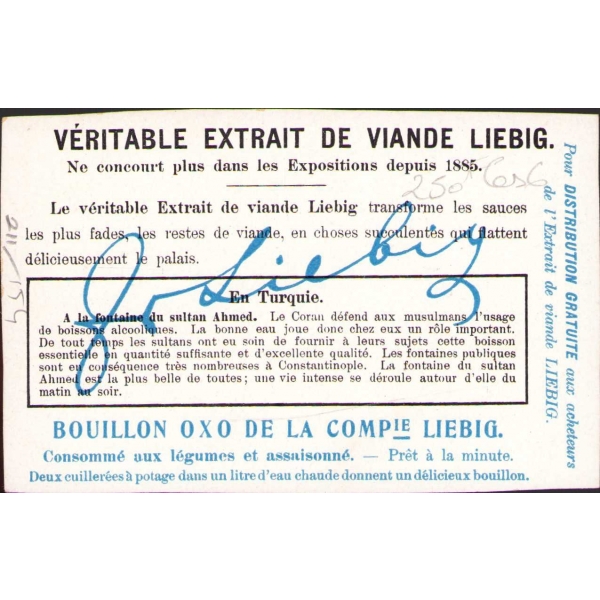 VÉRITABLE EXTRAIT DE VIANDE LIEBIG.
Ne concourt plus dans les Expositions depuis 1885.
Le véritable Extrait de viande Liebig transforme les sauces
les plus fades, les restes de viande, en choses succulentes qui flattent
délicieusement le palais.
En Turquie.
A la fontaine du sultan Ahmed. Le Coran défend aux musulmans l'usage
de boissons alcooliques. La bonne eau joue donc chez eux un rôle important.
De tout temps les sultans ont eu soin de fournir à leurs sujets cette boisson
essentielle en quantité suffisante et d'excellente qualité. Les fontaines publiques
sont en conséquence très nombreuses à Constantinople. La fontaine du sultan
Ahmed est la plus belle de toutes; une vie intense se déroule autour d'elle du
matin au soir.
BOUILLON OXO DE LA COMPIE LIEBIG.
Consommé aux légumes et assaisonné. — Prêt à la minute.
Deux cuillerées à potage dans un litre d'eau chaude donnent un délicieux bouillon.
Pour DISTRIBUTION GRATUITE aux acheteurs
de l'Extrait de viande LIEBIG.
Liebig